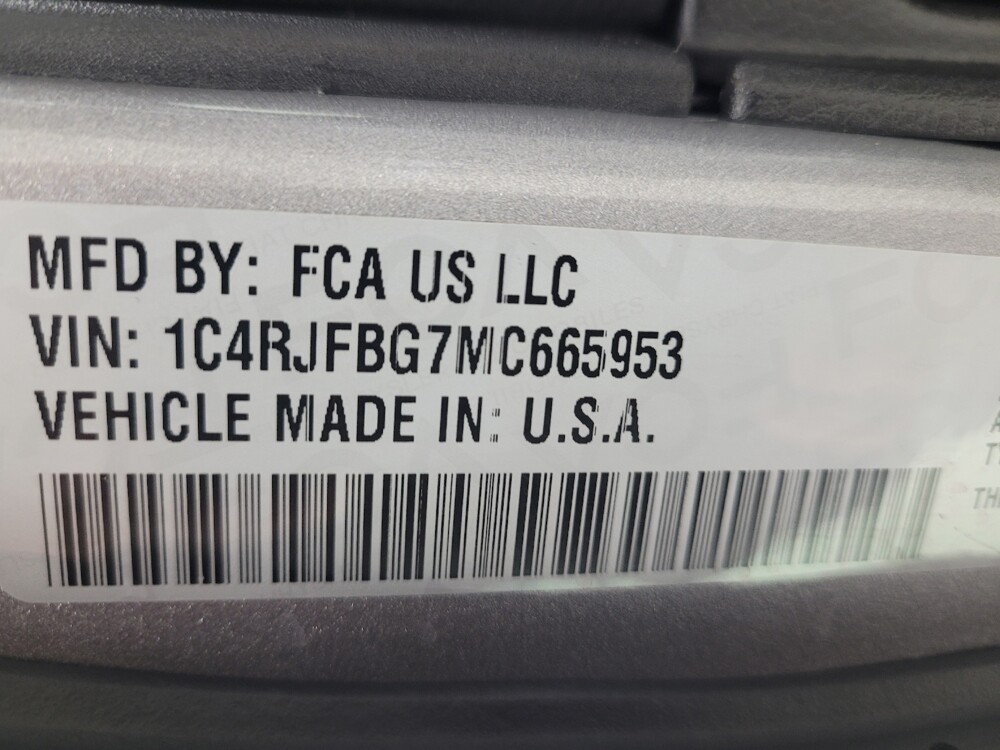 MFD BY: FCA US LLC
VIN: 1C4RJFBG7MC665953
VEHICLE MADE IN: U.S.A.